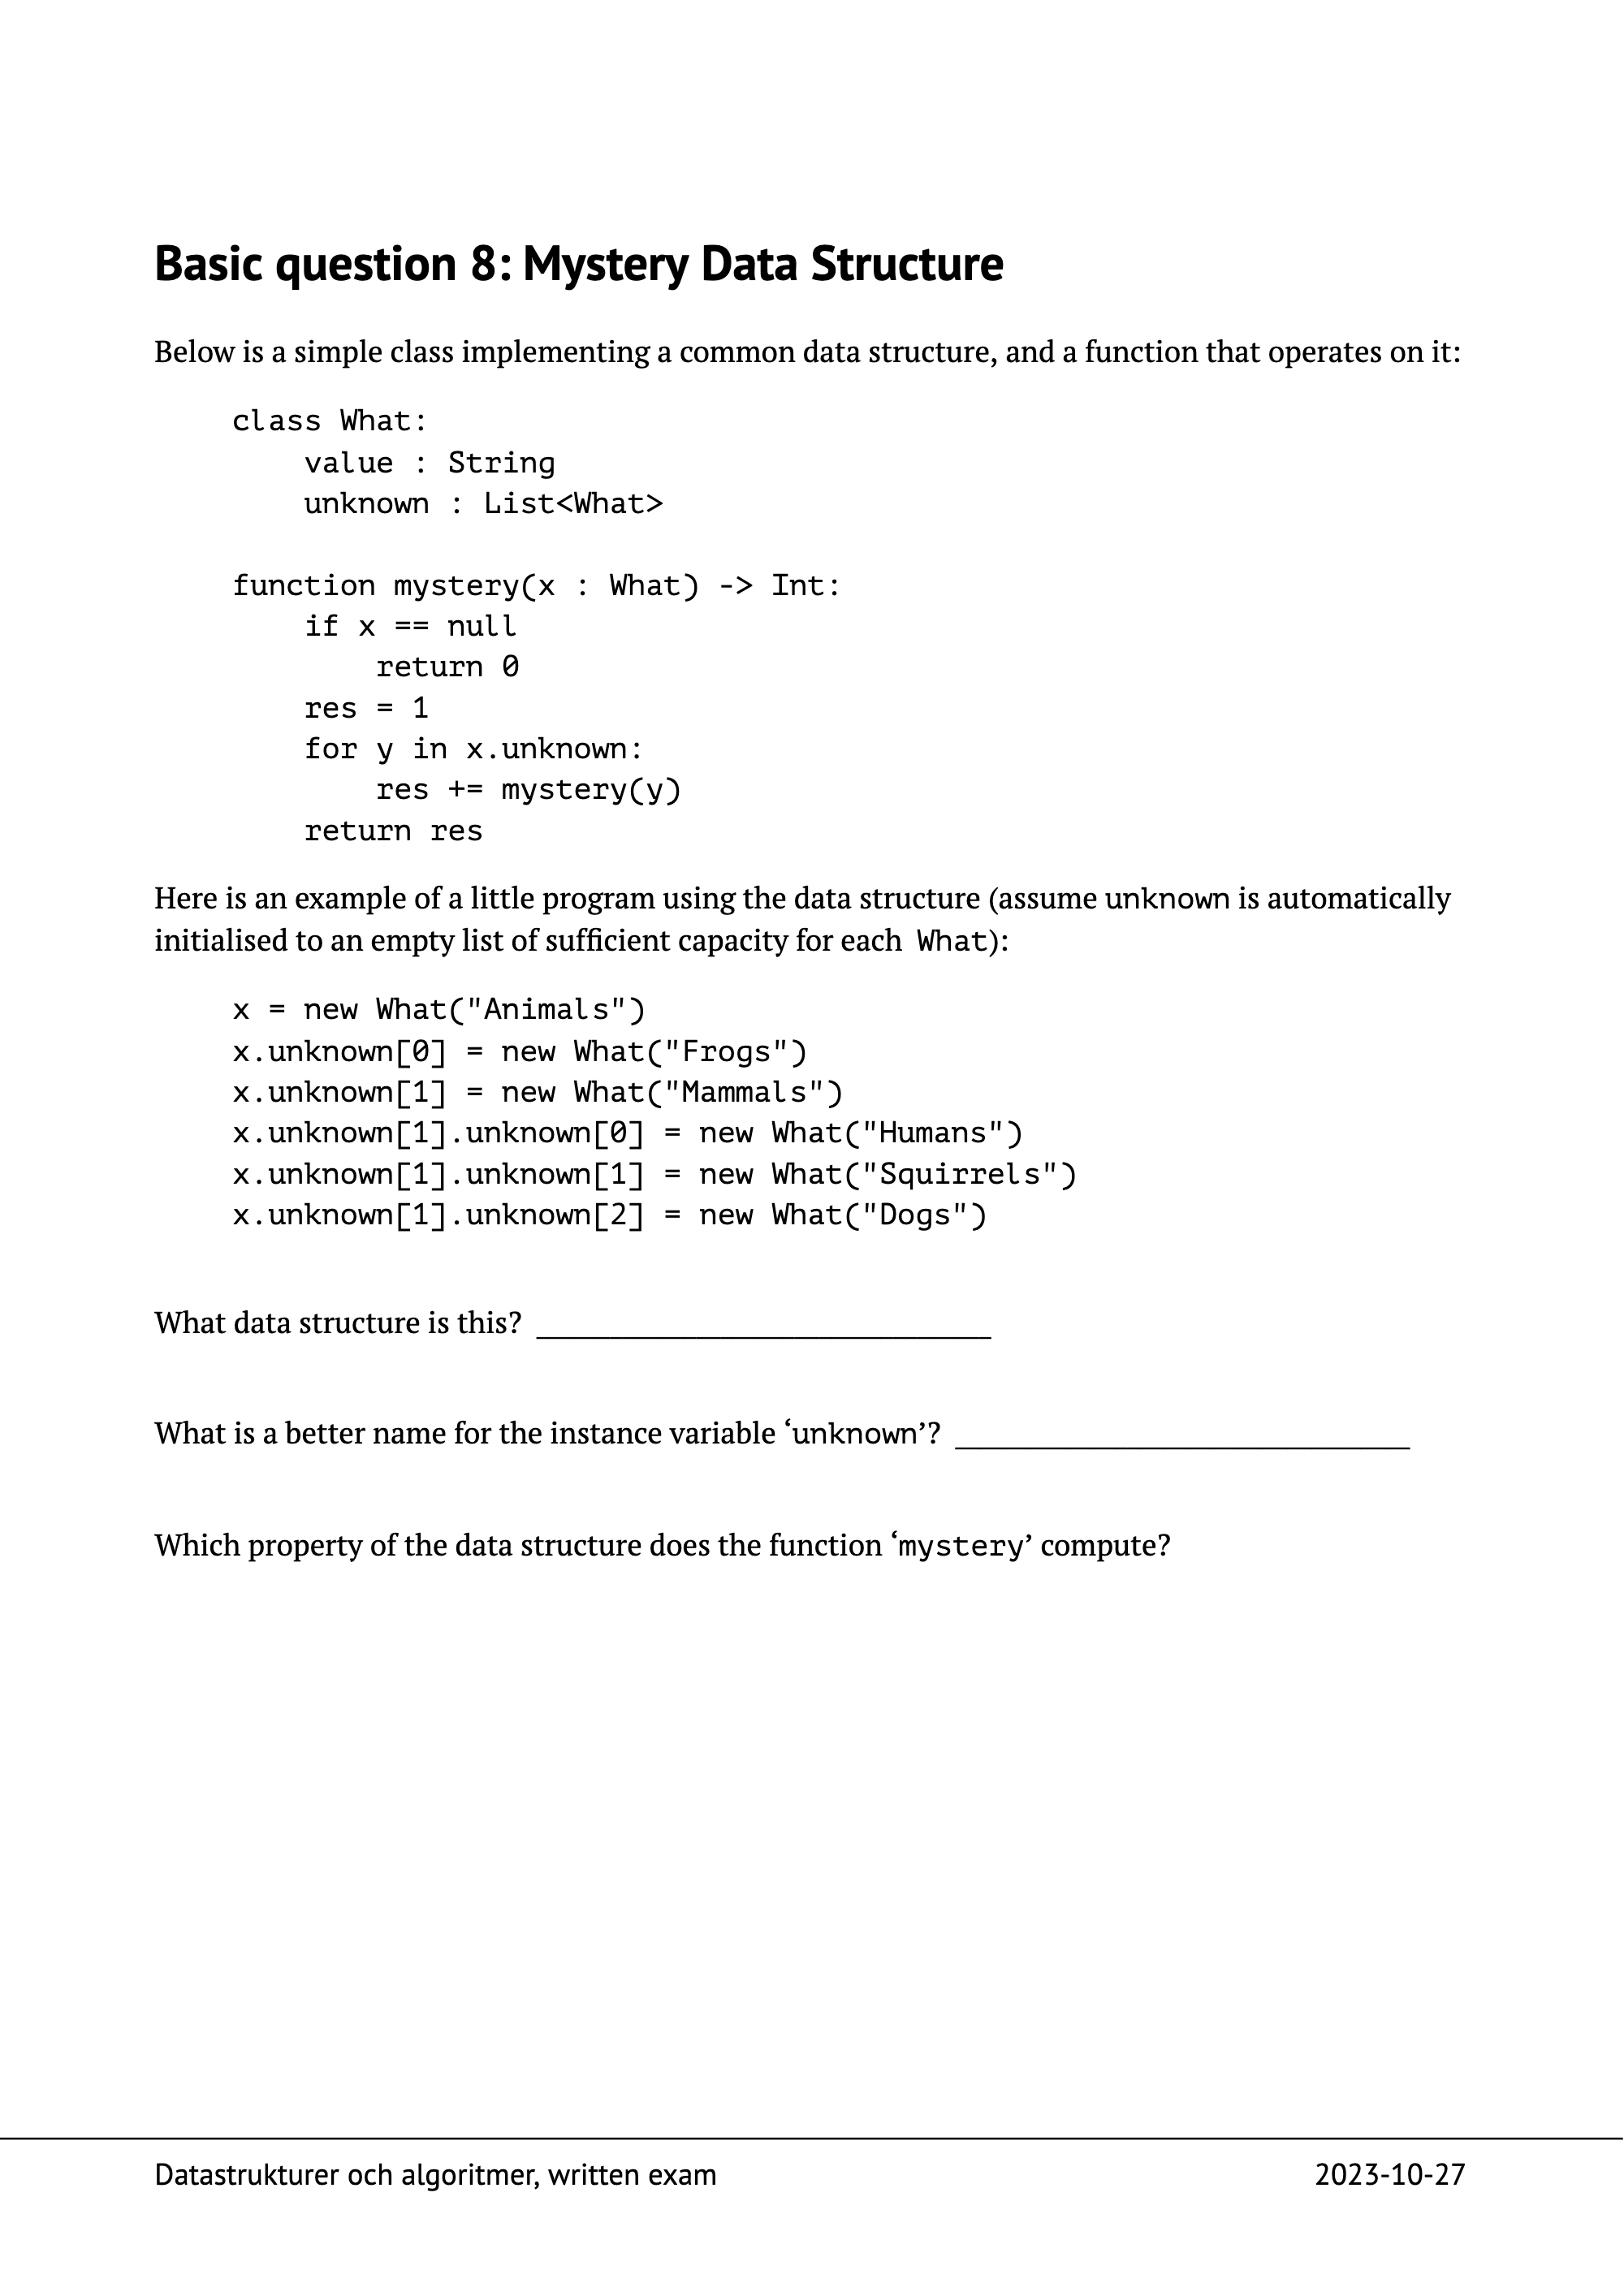 Basic question 8: Mystery Data Structure
Below is a simple class implementing a common data structure, and a function that operates on it:
class What:
    value : String
    unknown : List<What>
function mystery(x : What) -> Int:
    if x == null
        return 0
    res = 1
    for y in x.unknown:
        res += mystery(y)
    return res
Here is an example of a little program using the data structure (assume unknown is automatically
initialised to an empty list of sufficient capacity for each What):
x = new What("Animals")
x.unknown[0] = new What("Frogs")
x.unknown[1] = new What("Mammals")
x.unknown[1].unknown[0] = new What("Humans")
x.unknown[1].unknown[1] = new What("Squirrels")
x.unknown[1].unknown[2] = new What("Dogs")
What data structure is this? ____________________
What is a better name for the instance variable ‘unknown’? ____________________
Which property of the data structure does the function ‘mystery’ compute?
Datastrukturer och algoritmer, written exam 2023-10-27